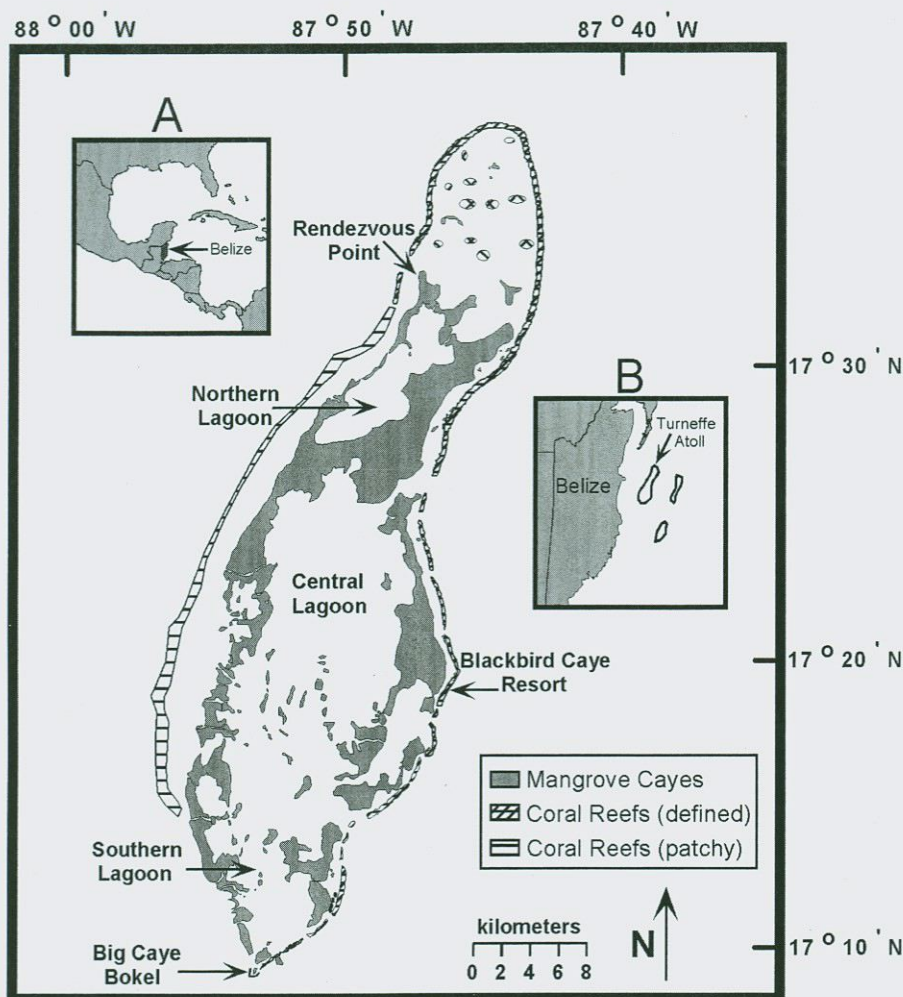 88 ° 00 ' W
87 ° 50 ' W
87 ° 40 ' W
A
Belize
Rendezvous
Point
17 ° 30 ' N
Northern
Lagoon
B
Turneffe
Atoll
Belize
Central
Lagoon
Blackbird Caye
Resort
17 ° 20 ' N
Mangrove Cayes
Coral Reefs (defined)
Coral Reefs (patchy)
Southern
Lagoon
kilometers
0 2 4 6 8
N
Big Caye
Bokel
17 ° 10 ' N